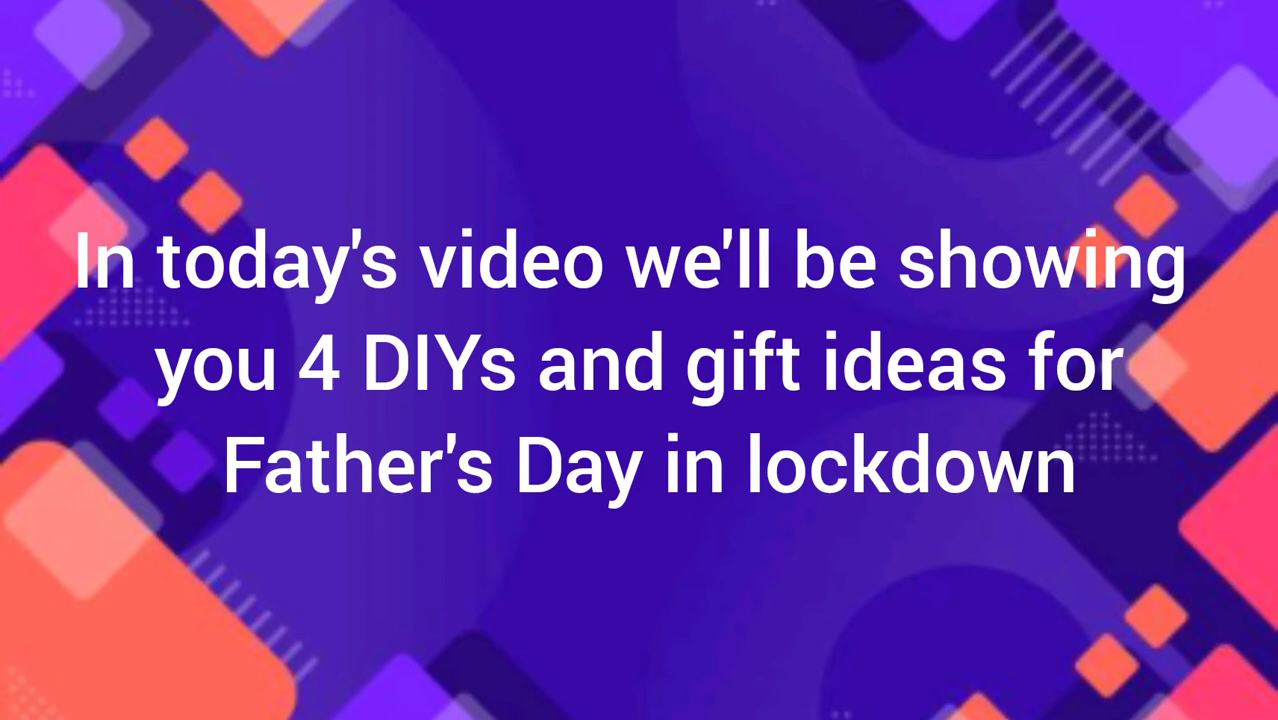 In today's video we'll be showing
you 4 DIYs and gift ideas for
Father's Day in lockdown